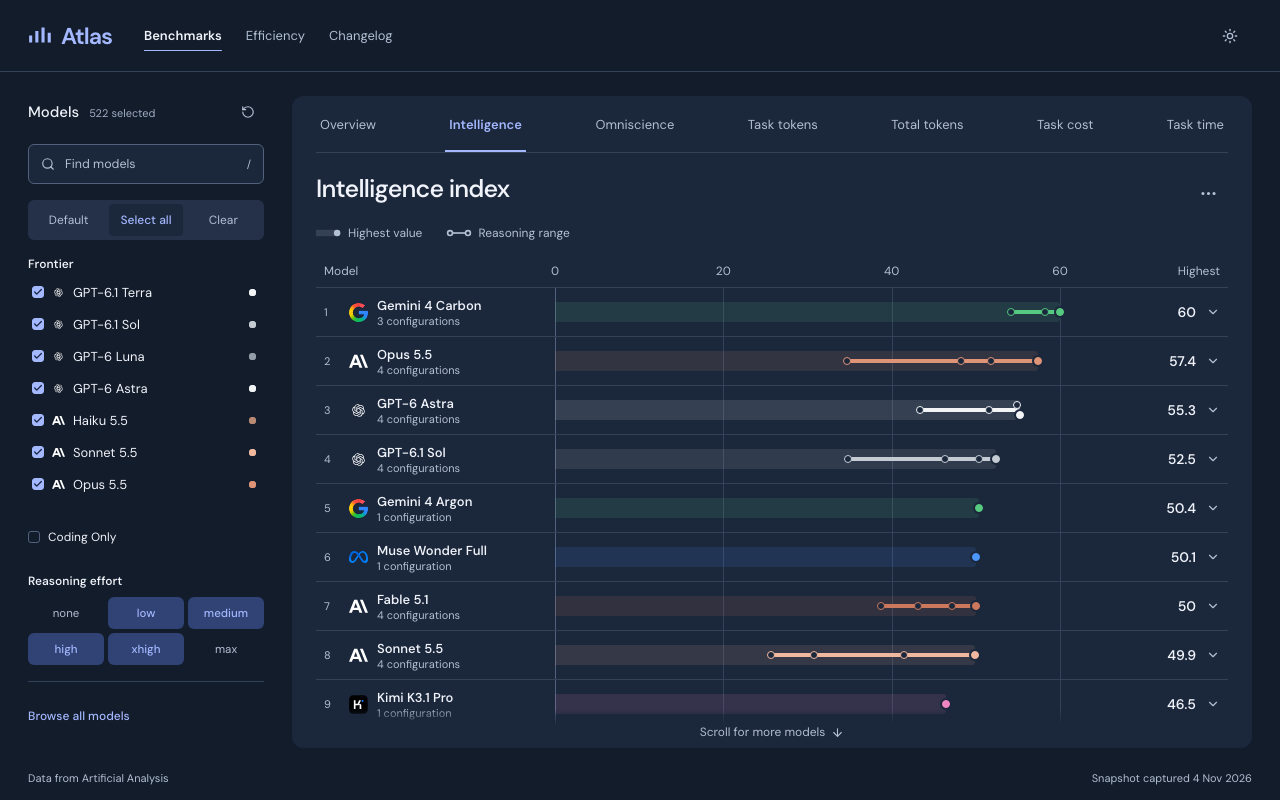 Atlas
Benchmarks
Efficiency
Changelog
Models
522 selected
Find models
/
Default
Select all
Clear
Frontier
GPT-6.1 Terra
GPT-6.1 Sol
GPT-6 Luna
GPT-6 Astra
Haiku 5.5
Sonnet 5.5
Opus 5.5
Coding Only
Reasoning effort
none
low
medium
high
xhigh
max
Browse all models
Overview
Intelligence
Omniscience
Task tokens
Total tokens
Task cost
Task time
Intelligence index
Highest value
Reasoning range
Model
0
20
40
60
Highest
1
Gemini 4 Carbon
3 configurations
60
2
Opus 5.5
4 configurations
57.4
3
GPT-6 Astra
4 configurations
55.3
4
GPT-6.1 Sol
4 configurations
52.5
5
Gemini 4 Argon
1 configuration
50.4
6
Muse Wonder Full
1 configuration
50.1
7
Fable 5.1
4 configurations
50
8
Sonnet 5.5
4 configurations
49.9
9
Kimi K3.1 Pro
1 configuration
46.5
Scroll for more models
Data from Artificial Analysis
Snapshot captured 4 Nov 2026